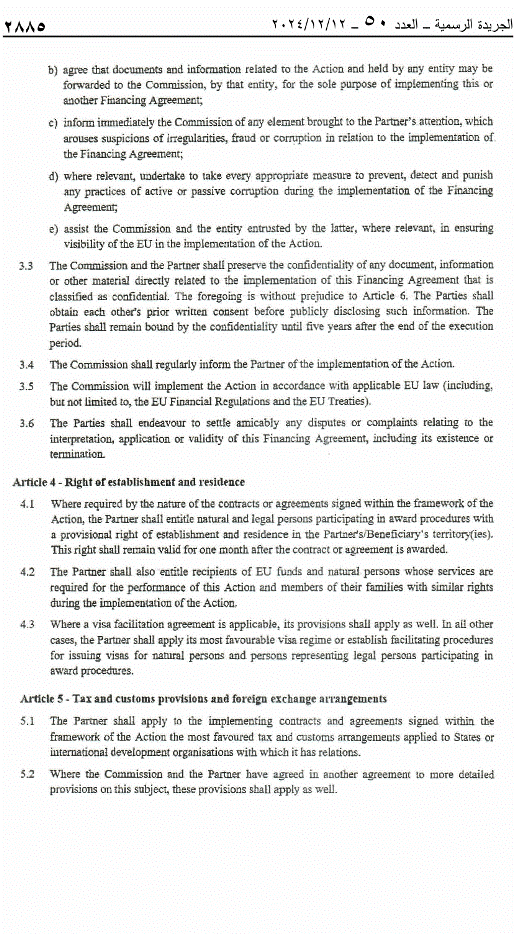 الجريدة الرسمية – العدد ٥٠ – ٢٠٢٤/١٢/١٢ ٢٨٨٥
b) agree that documents and information related to the Action and held by any entity may be
forwarded to the Commission, by that entity, for the sole purpose of implementing this or
another Financing Agreement;
c) inform immediately the Commission of any element brought to the Partner's attention, which
arouses suspicions of irregularities, fraud or corruption in relation to the implementation of
the Financing Agreement;
d) where relevant, undertake to take every appropriate measure to prevent, detect and punish
any practices of active or passive corruption during the implementation of the Financing
Agreement;
e) assist the Commission and the entity entrusted by the latter, where relevant, in ensuring
visibility of the EU in the implementation of the Action.
3.3 The Commission and the Partner shall preserve the confidentiality of any document, information
or other material directly related to the implementation of this Financing Agreement that is
classified as confidential. The foregoing is without prejudice to Article 6. The Parties shall
obtain each other's prior written consent before publicly disclosing such information. The
Parties shall remain bound by the confidentiality until five years after the end of the execution
period.
3.4 The Commission shall regularly inform the Partner of the implementation of the Action.
3.5 The Commission will implement the Action in accordance with applicable EU law (including,
but not limited to, the EU Financial Regulations and the EU Treaties).
3.6 The Parties shall endeavour to settle amicably any disputes or complaints relating to the
interpretation, application or validity of this Financing Agreement, including its existence or
termination.
Article 4 - Right of establishment and residence
4.1 Where required by the nature of the contracts or agreements signed within the framework of the
Action, the Partner shall entitle natural and legal persons participating in award procedures with
a provisional right of establishment and residence in the Partner's/Beneficiary's territory(ies).
This right shall remain valid for one month after the contract or agreement is awarded.
4.2 The Partner shall also entitle recipients of EU funds and natural persons whose services are
required for the performance of this Action and members of their families with similar rights
during the implementation of the Action.
4.3 Where a visa facilitation agreement is applicable, its provisions shall apply as well. In all other
cases, the Partner shall apply its most favourable visa regime or establish facilitating procedures
for issuing visas for natural persons and persons representing legal persons participating in
award procedures.
Article 5 - Tax and customs provisions and foreign exchange arrangements
5.1 The Partner shall apply to the implementing contracts and agreements signed within the
framework of the Action the most favoured tax and customs arrangements applied to States or
international development organisations with which it has relations.
5.2 Where the Commission and the Partner have agreed in another agreement to more detailed
provisions on this subject, these provisions shall apply as well.